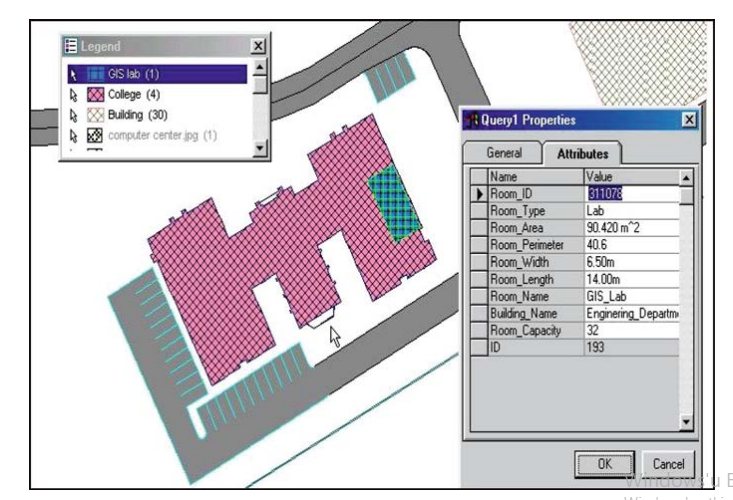 Legend
GIS lab (1)
College (4)
Building (30)
computer center.jpg (1)
Query1 Properties
General Attributes
Name Value
Room_ID 311078
Room_Type Lab
Room_Area 90.420 m^2
Room_Perimeter 40.6
Room_Width 6.50m
Room_Length 14.00m
Room_Name GIS_Lab
Building_Name Enginering_Departm
Room_Capacity 32
ID 193
OK Cancel
Windows'u E